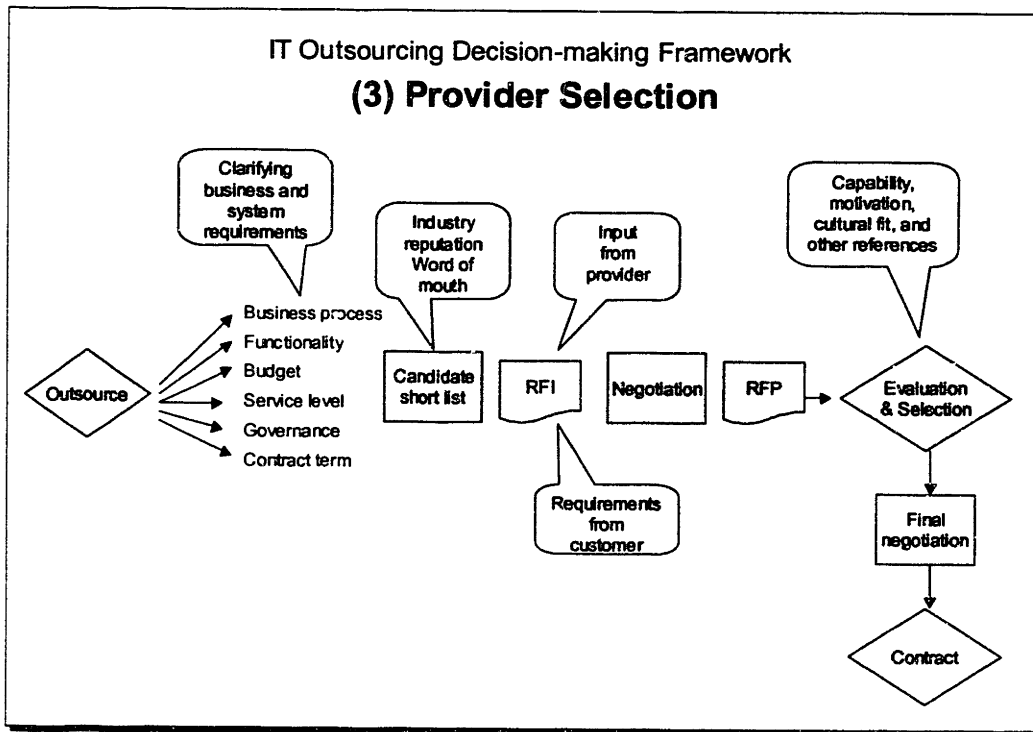 IT Outsourcing Decision-making Framework
(3) Provider Selection
Clarifying
business and
system
requirements
Industry
reputation
Word of
mouth
Input
from
provider
Capability,
motivation,
cultural fit, and
other references
Outsource
Business process
Functionality
Budget
Service level
Governance
Contract term
Candidate
short list
RFI
Negotiation
RFP
Evaluation
& Selection
Requirements
from
customer
Final
negotiation
Contract